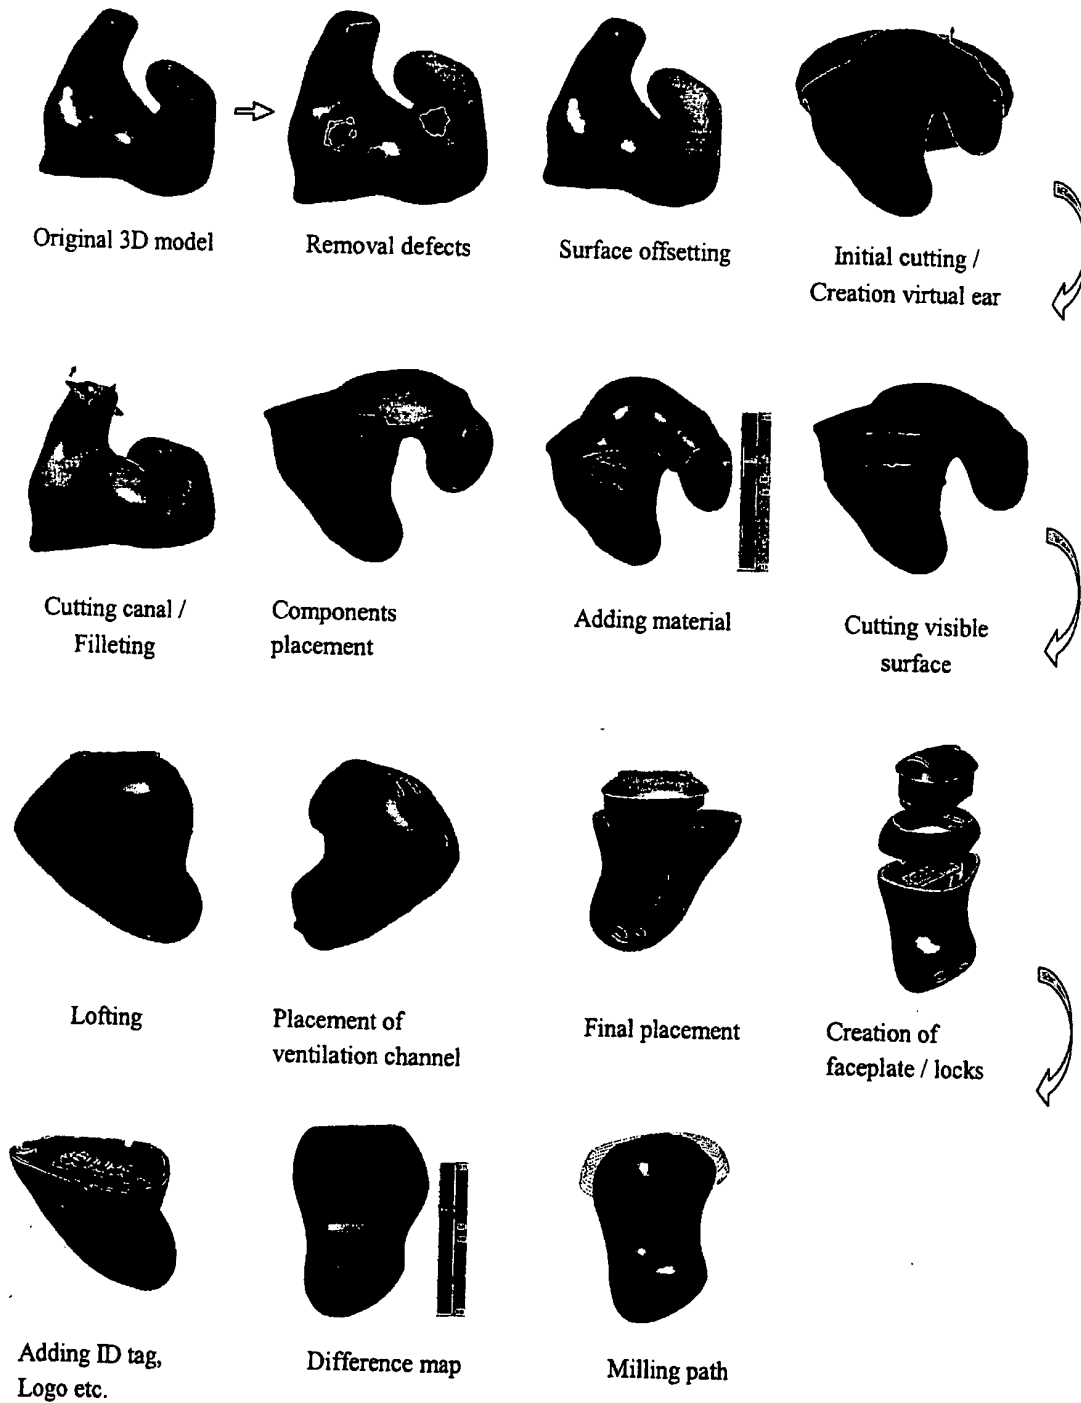 Original 3D model
Removal defects
Surface offsetting
Initial cutting /
Creation virtual ear
Cutting canal /
Filleting
Components
placement
Adding material
Cutting visible
surface
Lofting
Placement of
ventilation channel
Final placement
Creation of
faceplate / locks
Adding ID tag,
Logo etc.
Difference map
Milling path